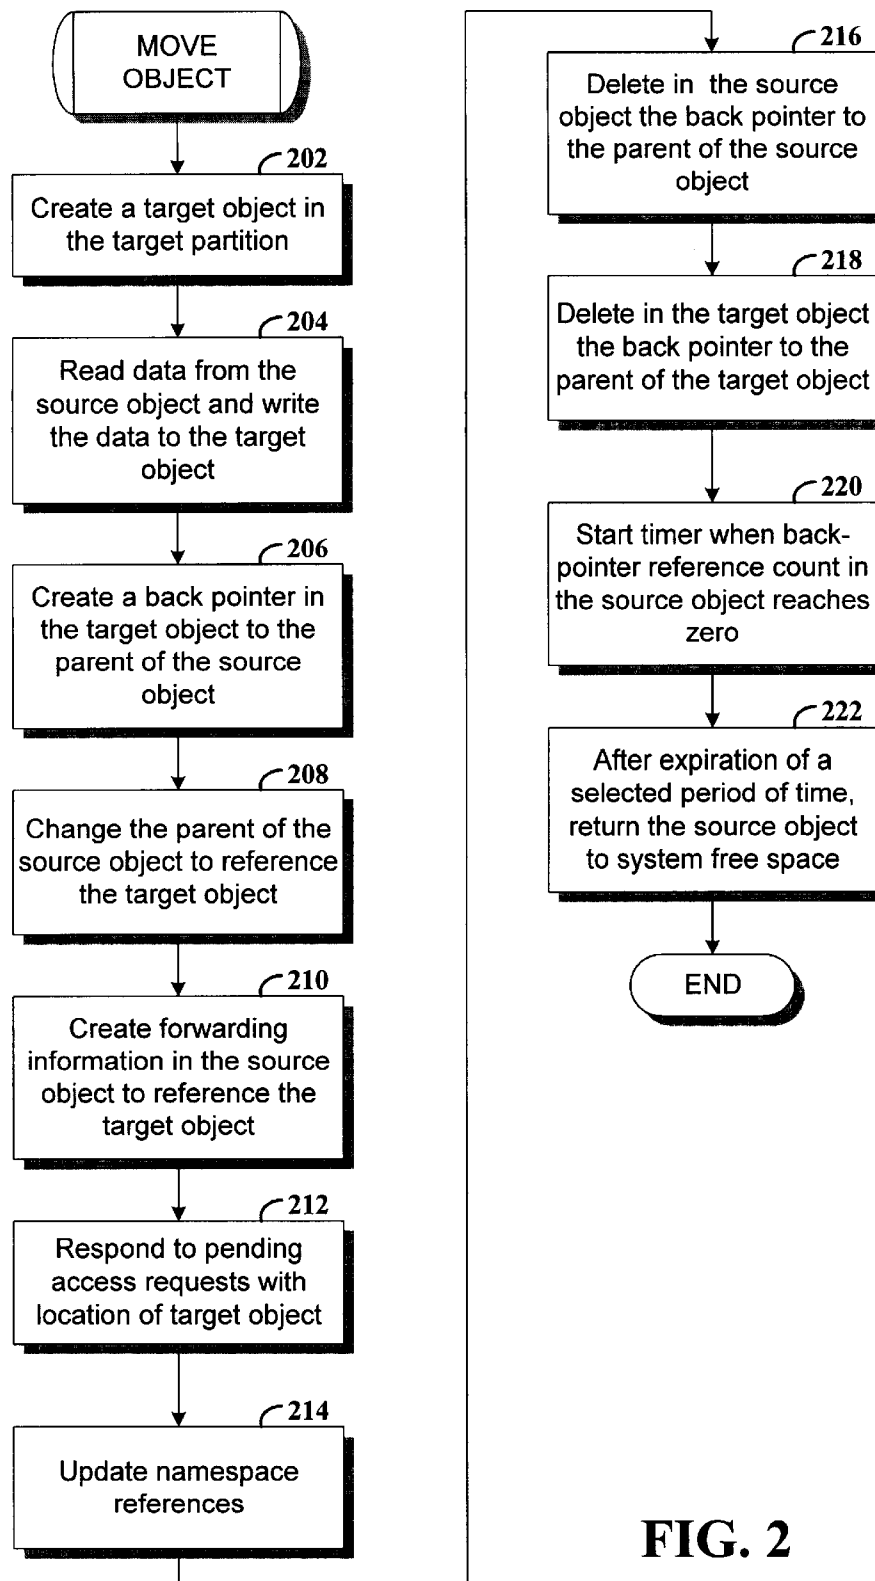 MOVE
OBJECT
202
Create a target object in
the target partition
204
Read data from the
source object and write
the data to the target
object
206
Create a back pointer in
the target object to the
parent of the source
object
208
Change the parent of the
source object to reference
the target object
210
Create forwarding
information in the source
object to reference the
target object
212
Respond to pending
access requests with
location of target object
214
Update namespace
references
216
Delete in the source
object the back pointer to
the parent of the source
object
218
Delete in the target object
the back pointer to the
parent of the target object
220
Start timer when back-
pointer reference count in
the source object reaches
zero
222
After expiration of a
selected period of time,
return the source object
to system free space
END
FIG. 2